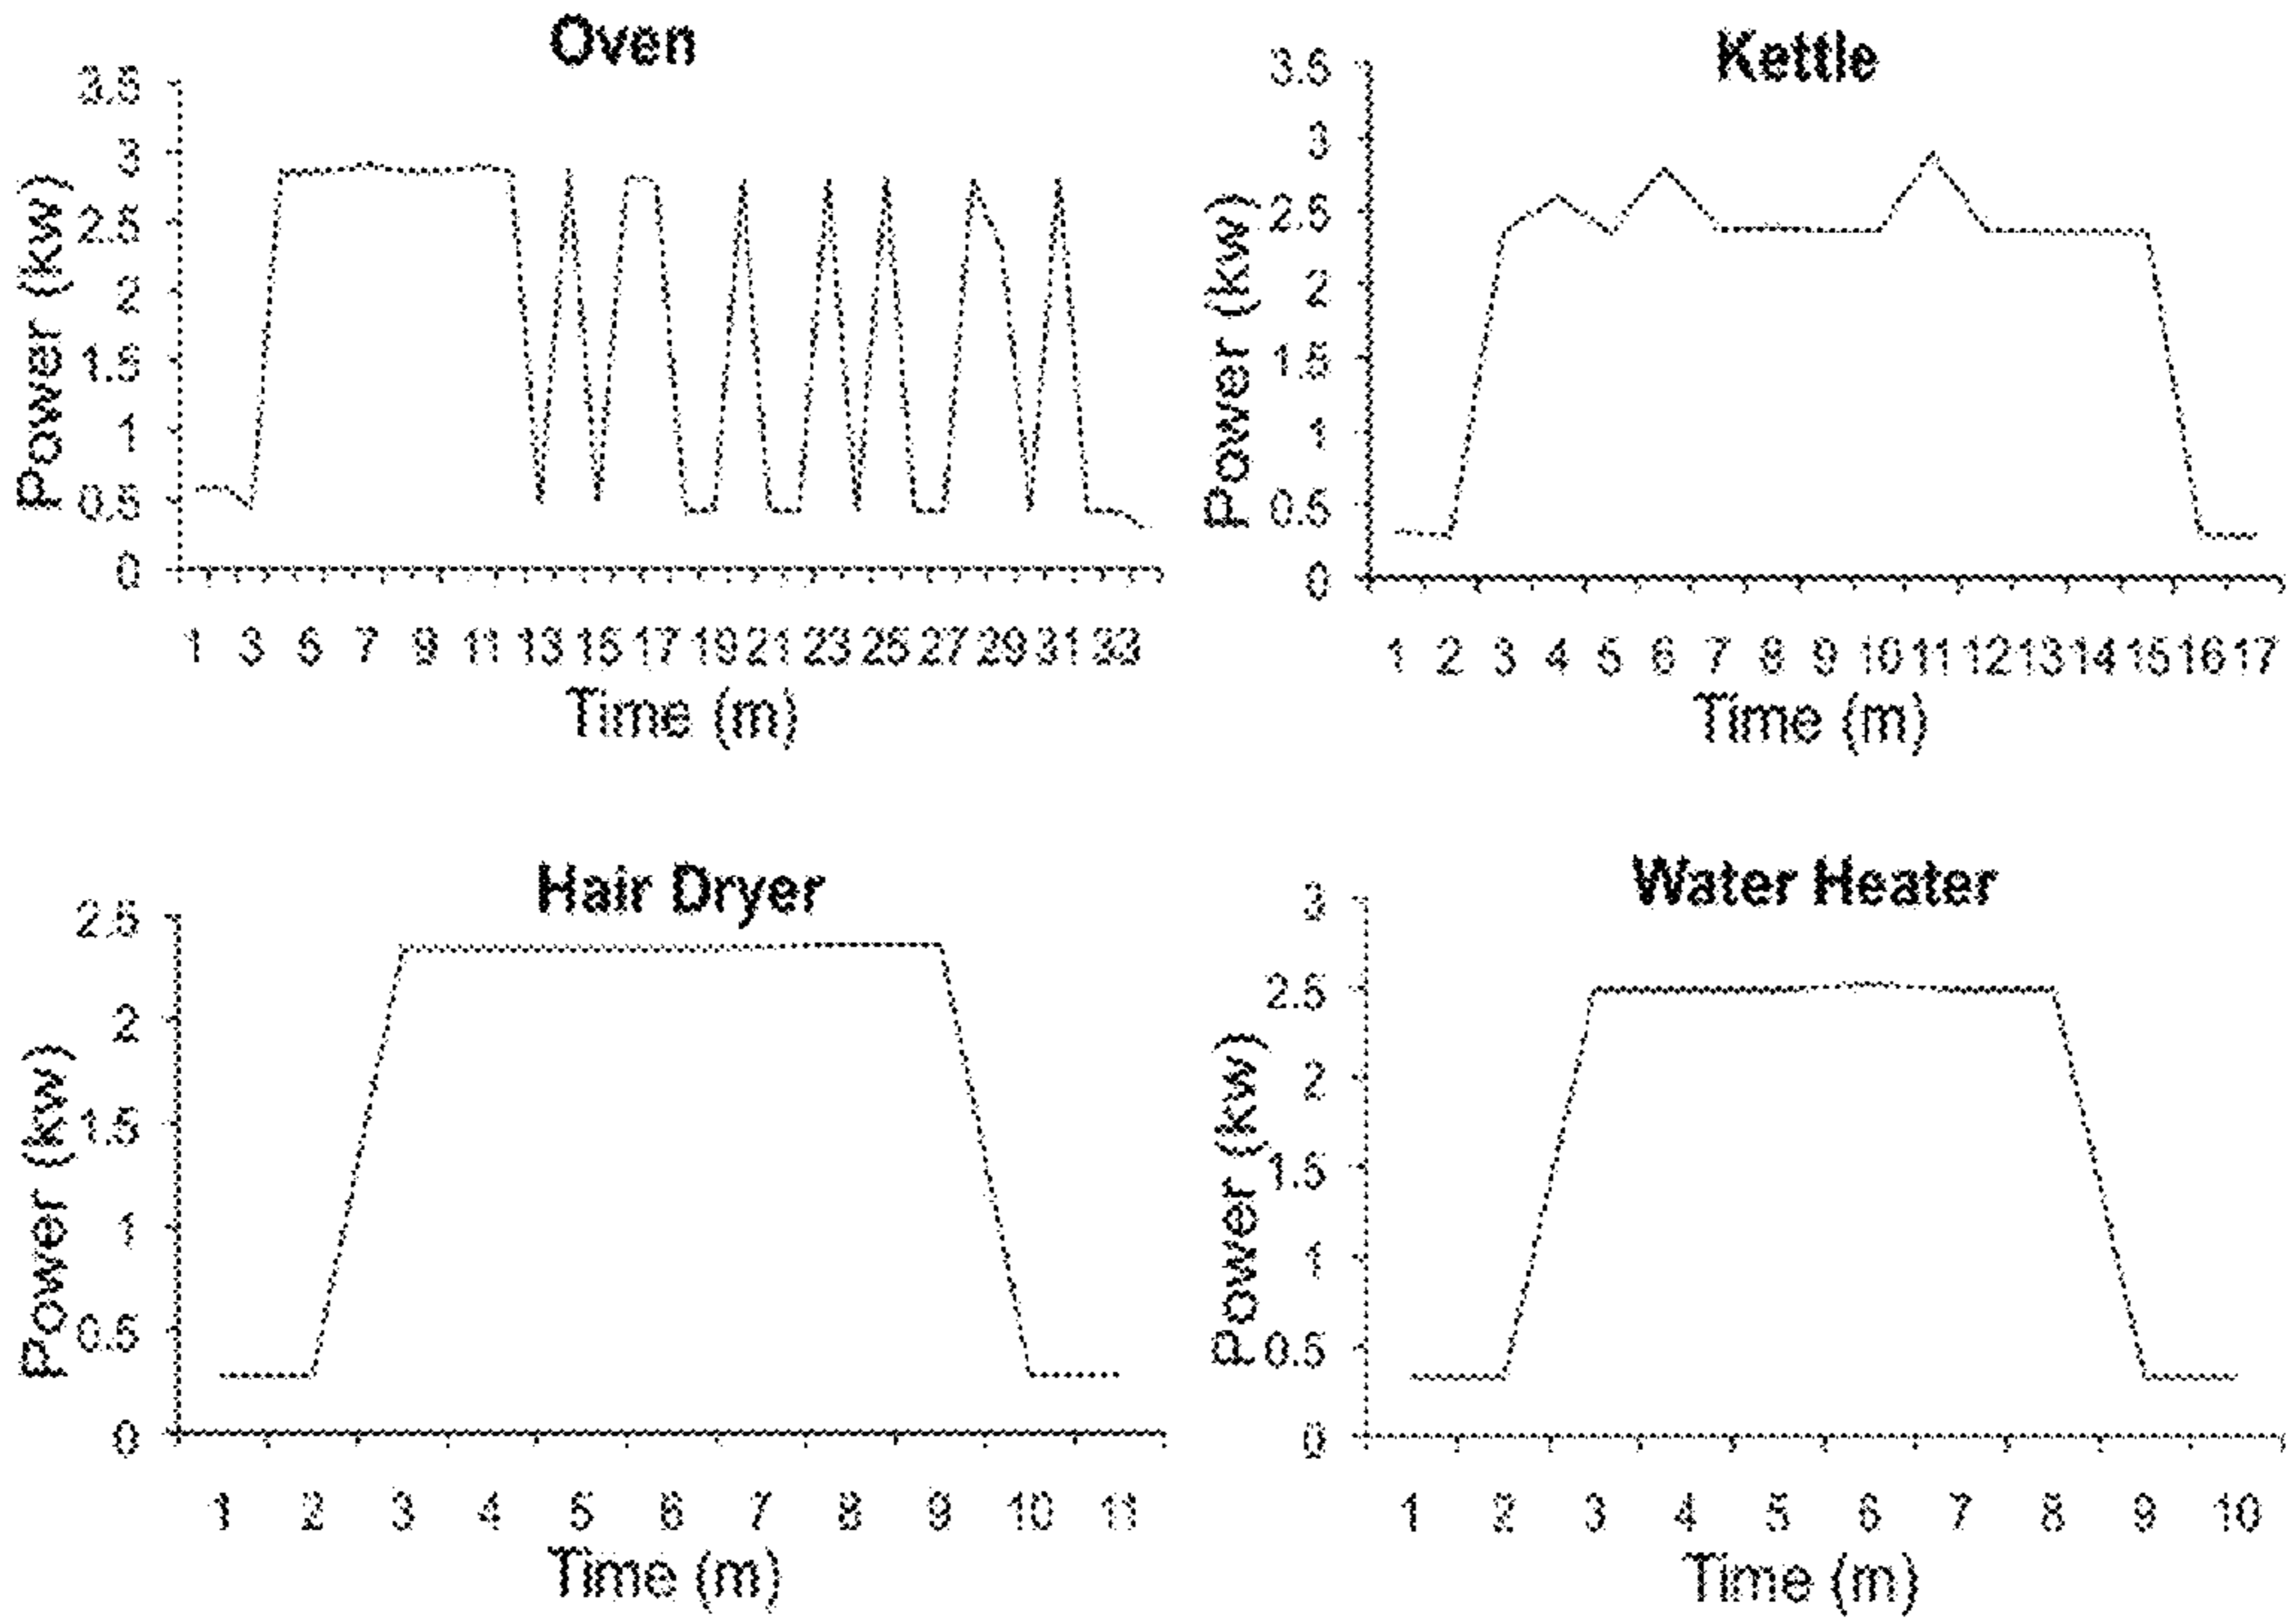 Oven
Power (kw)
3.5
3
2.5
2
1.5
1
0.5
0
1 3 5 7 9 11 13 15 17 19 21 23 25 27 29 31 33
Time (m)
Kettle
Power (kw)
3.5
3
2.5
2
1.5
1
0.5
0
1 2 3 4 5 6 7 8 9 10 11 12 13 14 15 16 17
Time (m)
Hair Dryer
Power (kw)
2.5
2
1.5
1
0.5
0
1 2 3 4 5 6 7 8 9 10 11
Time (m)
Water Heater
Power (kw)
3
2.5
2
1.5
1
0.5
0
1 2 3 4 5 6 7 8 9 10
Time (m)